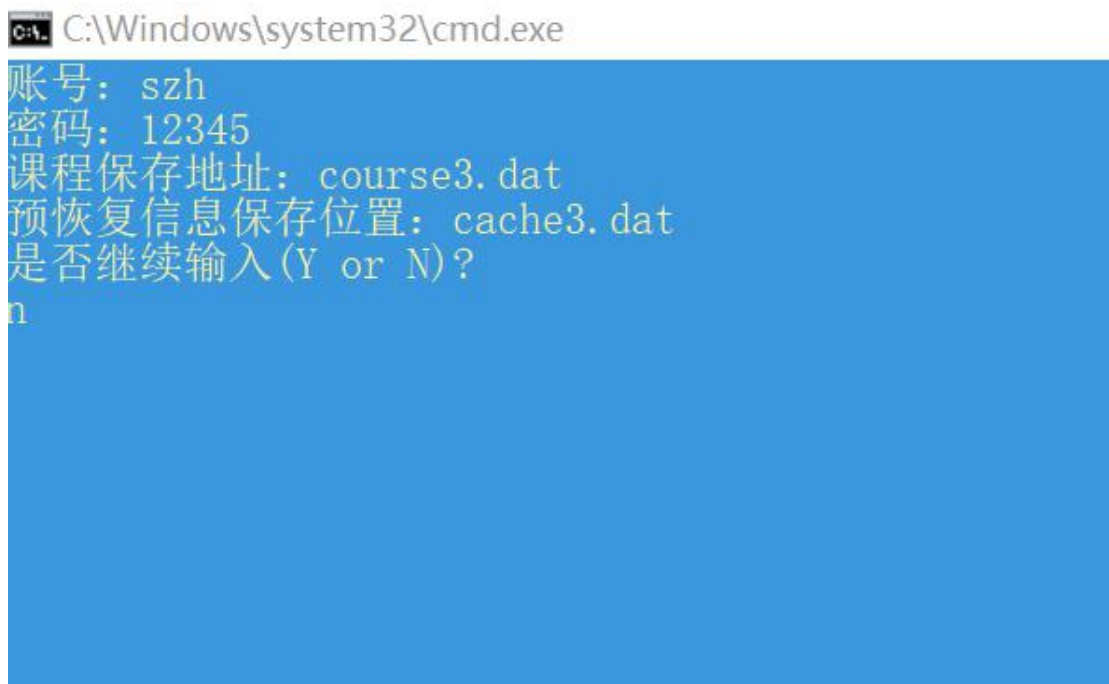 C:\Windows\system32\cmd.exe
账号：szh
密码：12345
课程保存地址：course3.dat
预恢复信息保存位置：cache3.dat
是否继续输入(Y or N)?
n